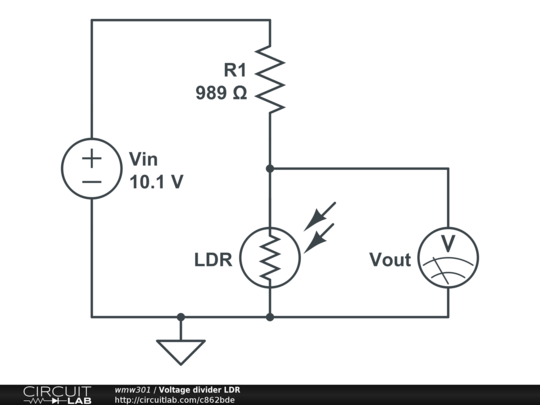 R1
989 Ω
Vin
10.1 V
LDR
Vout
V
CIRCUIT
LAB
wmw301 / Voltage divider LDR
http://circuitlab.com/c862bde